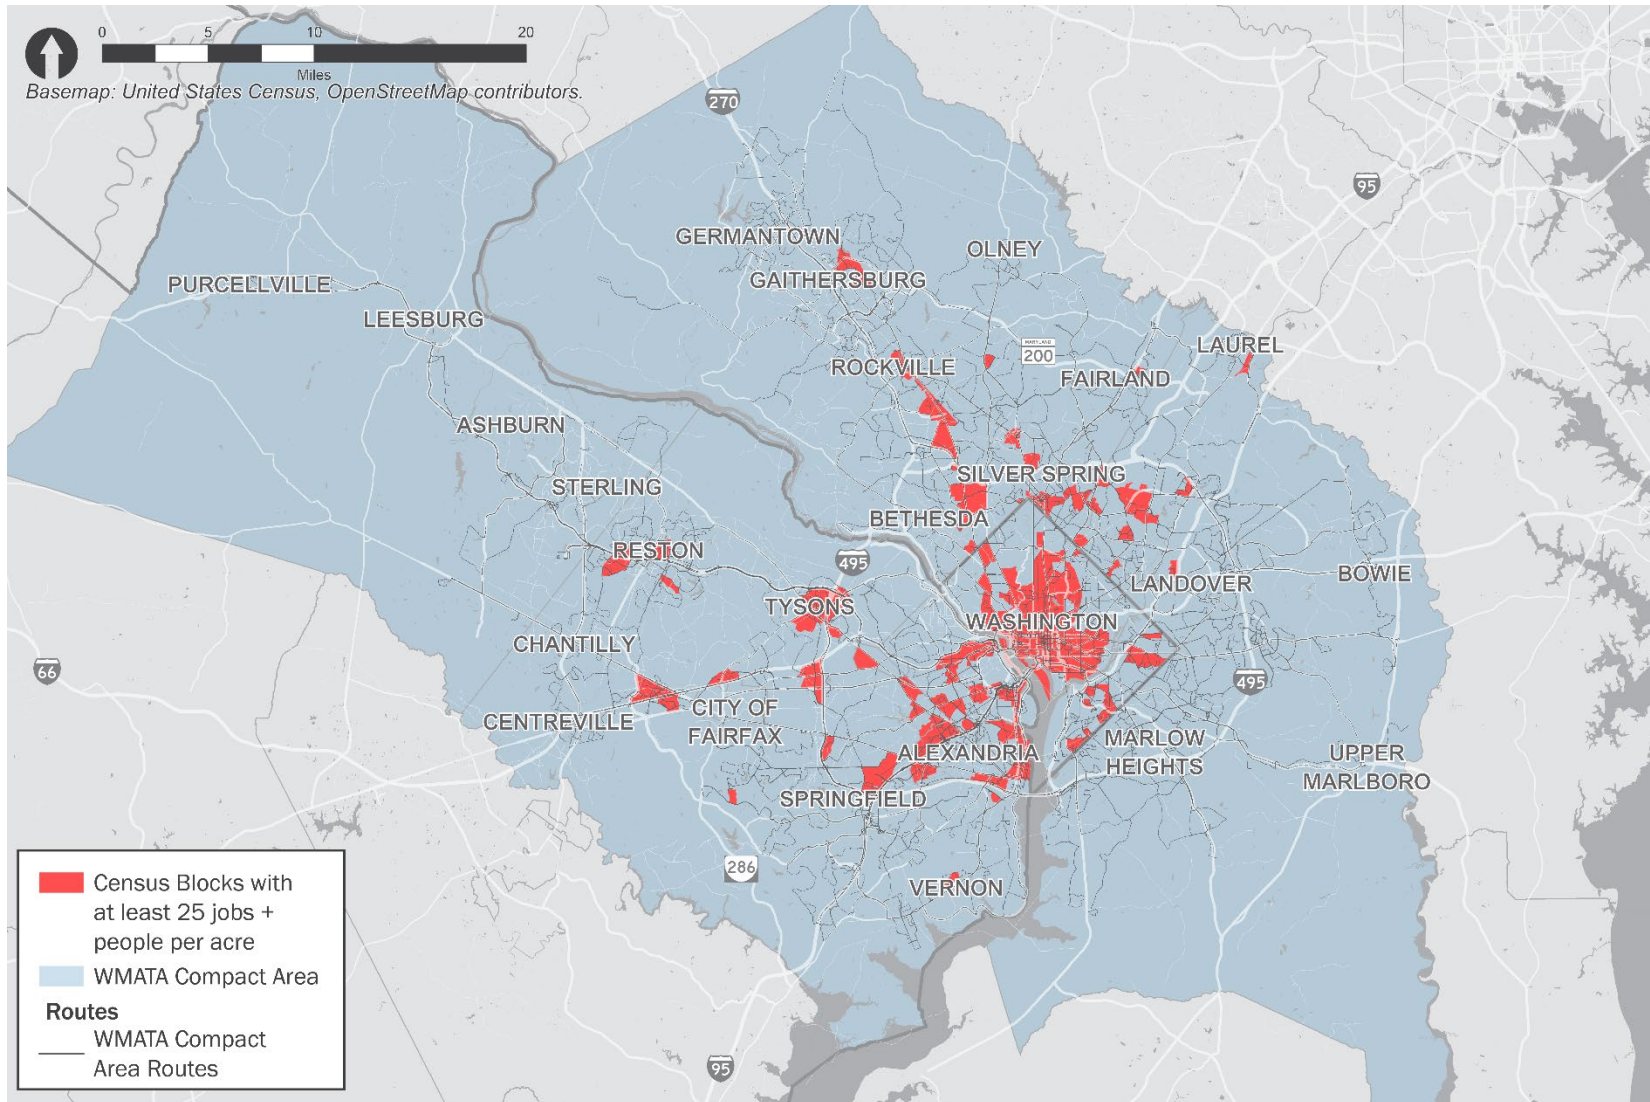 0 5 10 20
Miles
Basemap: United States Census, OpenStreetMap contributors.
270
95
GERMANTOWN
OLNEY
GAITHERSBURG
PURCELLVILLE
LEESBURG
MARYLAND
200
LAUREL
ROCKVILLE
FAIRLAND
ASHBURN
SILVER SPRING
STERLING
BETHESDA
RESTON
495
LANDOVER
BOWIE
TYSONS
WASHINGTON
CHANTILLY
66
495
CENTREVILLE
CITY OF
FAIRFAX
ALEXANDRIA
MARLOW
HEIGHTS
UPPER
MARLBORO
SPRINGFIELD
286
VERNON
95
Census Blocks with
at least 25 jobs +
people per acre
WMATA Compact Area
Routes
WMATA Compact
Area Routes